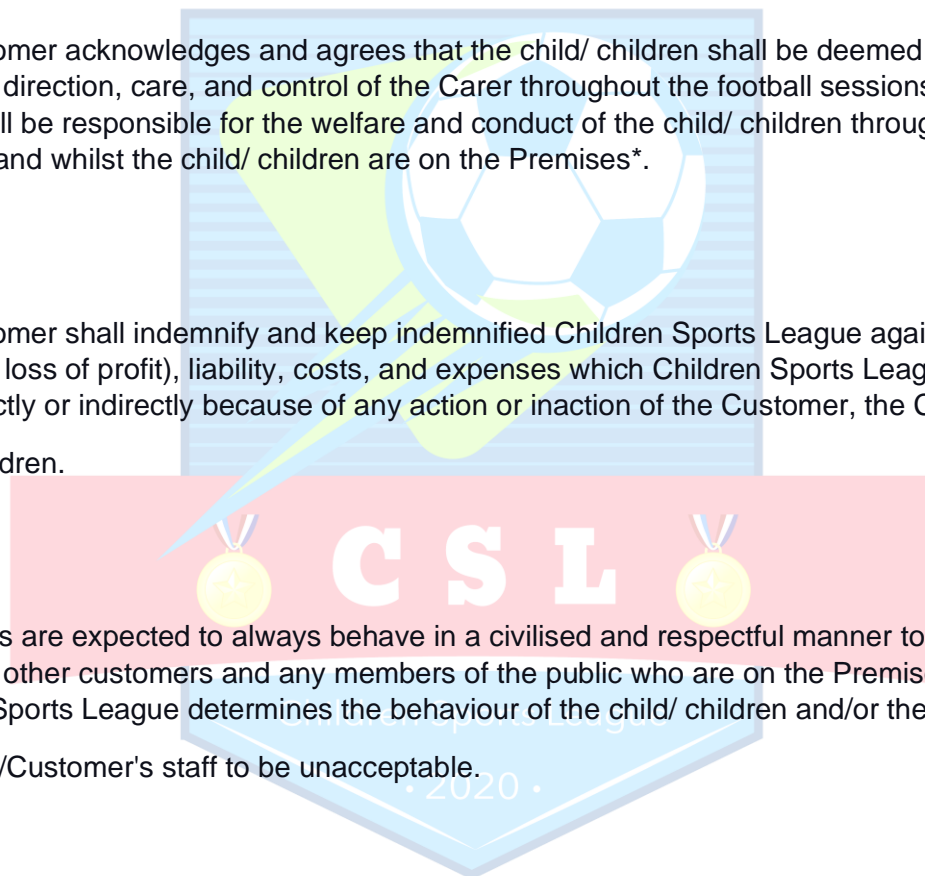 omer acknowledges and agrees that the child/ children shall be deemed
direction, care, and control of the Carer throughout the football sessions
ll be responsible for the welfare and conduct of the child/ children throug
and whilst the child/ children are on the Premises*.
omer shall indemnify and keep indemnified Children Sports League agai
loss of profit), liability, costs, and expenses which Children Sports Leag
ctly or indirectly because of any action or inaction of the Customer, the C
dren.
C S L
s are expected to always behave in a civilised and respectful manner to
other customers and any members of the public who are on the Premise
Sports League determines the behaviour of the child/ children and/or the
Children Sports League
/Customer's staff to be unacceptable.
· 2020 ·